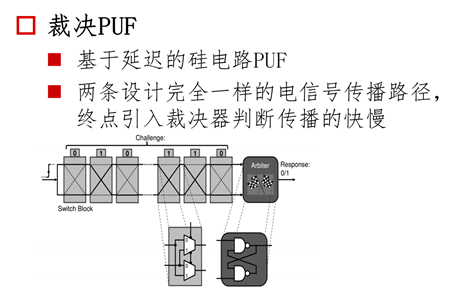 裁决PUF
基于延迟的硅电路PUF
两条设计完全一样的电信号传播路径，
终点引入裁决器判断传播的快慢
Challenge:
0 1 0 1 1 0
Arbiter
Response:
0/1
Switch Block